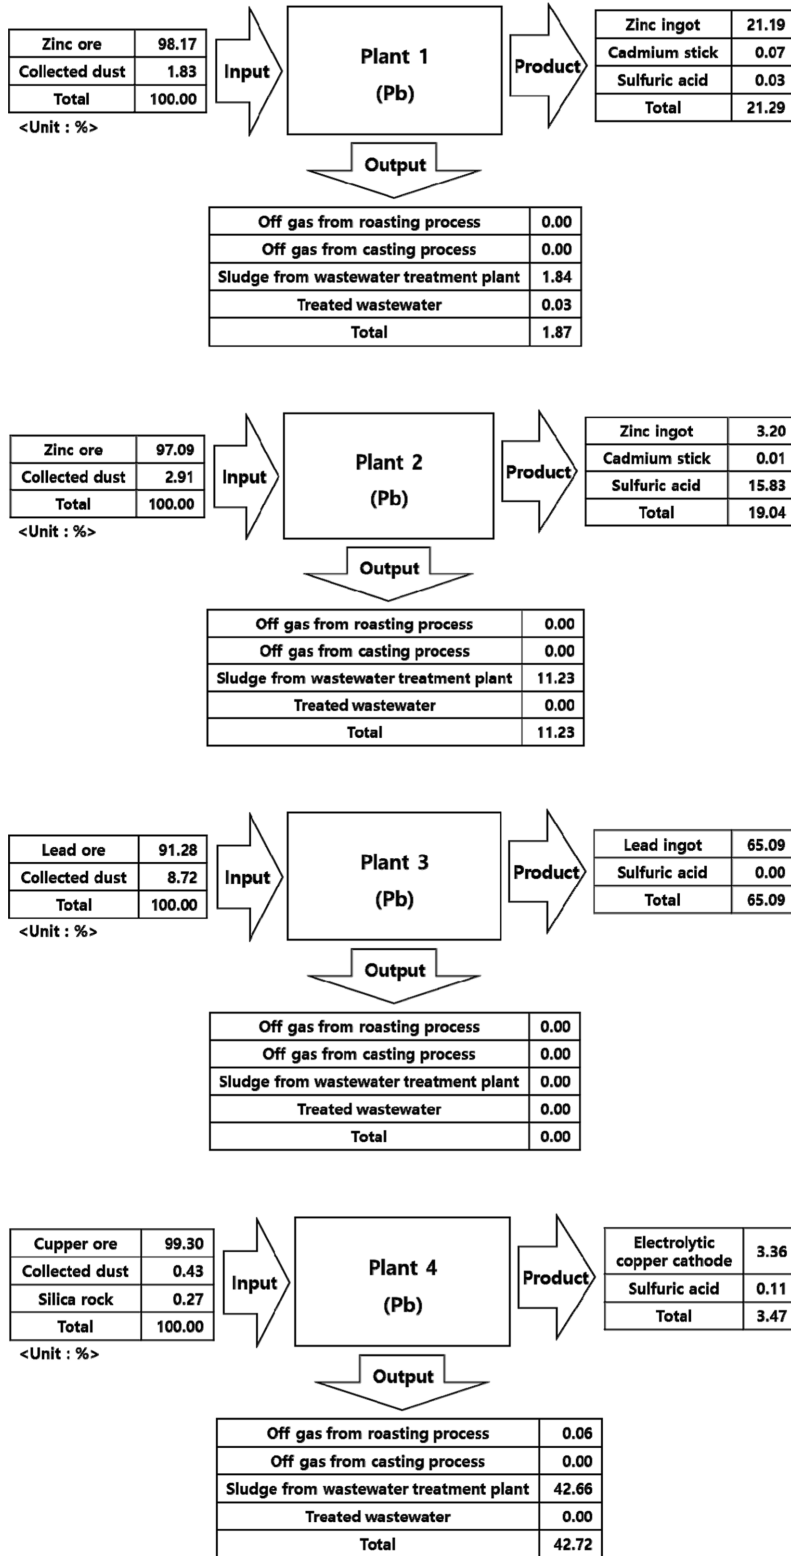 Zinc ore 98.17
Collected dust 1.83
Total 100.00
<Unit : %>
Input
Plant 1
(Pb)
Product
Zinc ingot 21.19
Cadmium stick 0.07
Sulfuric acid 0.03
Total 21.29
Output
Off gas from roasting process 0.00
Off gas from casting process 0.00
Sludge from wastewater treatment plant 1.84
Treated wastewater 0.03
Total 1.87
Zinc ore 97.09
Collected dust 2.91
Total 100.00
<Unit : %>
Input
Plant 2
(Pb)
Product
Zinc ingot 3.20
Cadmium stick 0.01
Sulfuric acid 15.83
Total 19.04
Output
Off gas from roasting process 0.00
Off gas from casting process 0.00
Sludge from wastewater treatment plant 11.23
Treated wastewater 0.00
Total 11.23
Lead ore 91.28
Collected dust 8.72
Total 100.00
<Unit : %>
Input
Plant 3
(Pb)
Product
Lead ingot 65.09
Sulfuric acid 0.00
Total 65.09
Output
Off gas from roasting process 0.00
Off gas from casting process 0.00
Sludge from wastewater treatment plant 0.00
Treated wastewater 0.00
Total 0.00
Cupper ore 99.30
Collected dust 0.43
Silica rock 0.27
Total 100.00
<Unit : %>
Input
Plant 4
(Pb)
Product
Electrolytic
copper cathode 3.36
Sulfuric acid 0.11
Total 3.47
Output
Off gas from roasting process 0.06
Off gas from casting process 0.00
Sludge from wastewater treatment plant 42.66
Treated wastewater 0.00
Total 42.72